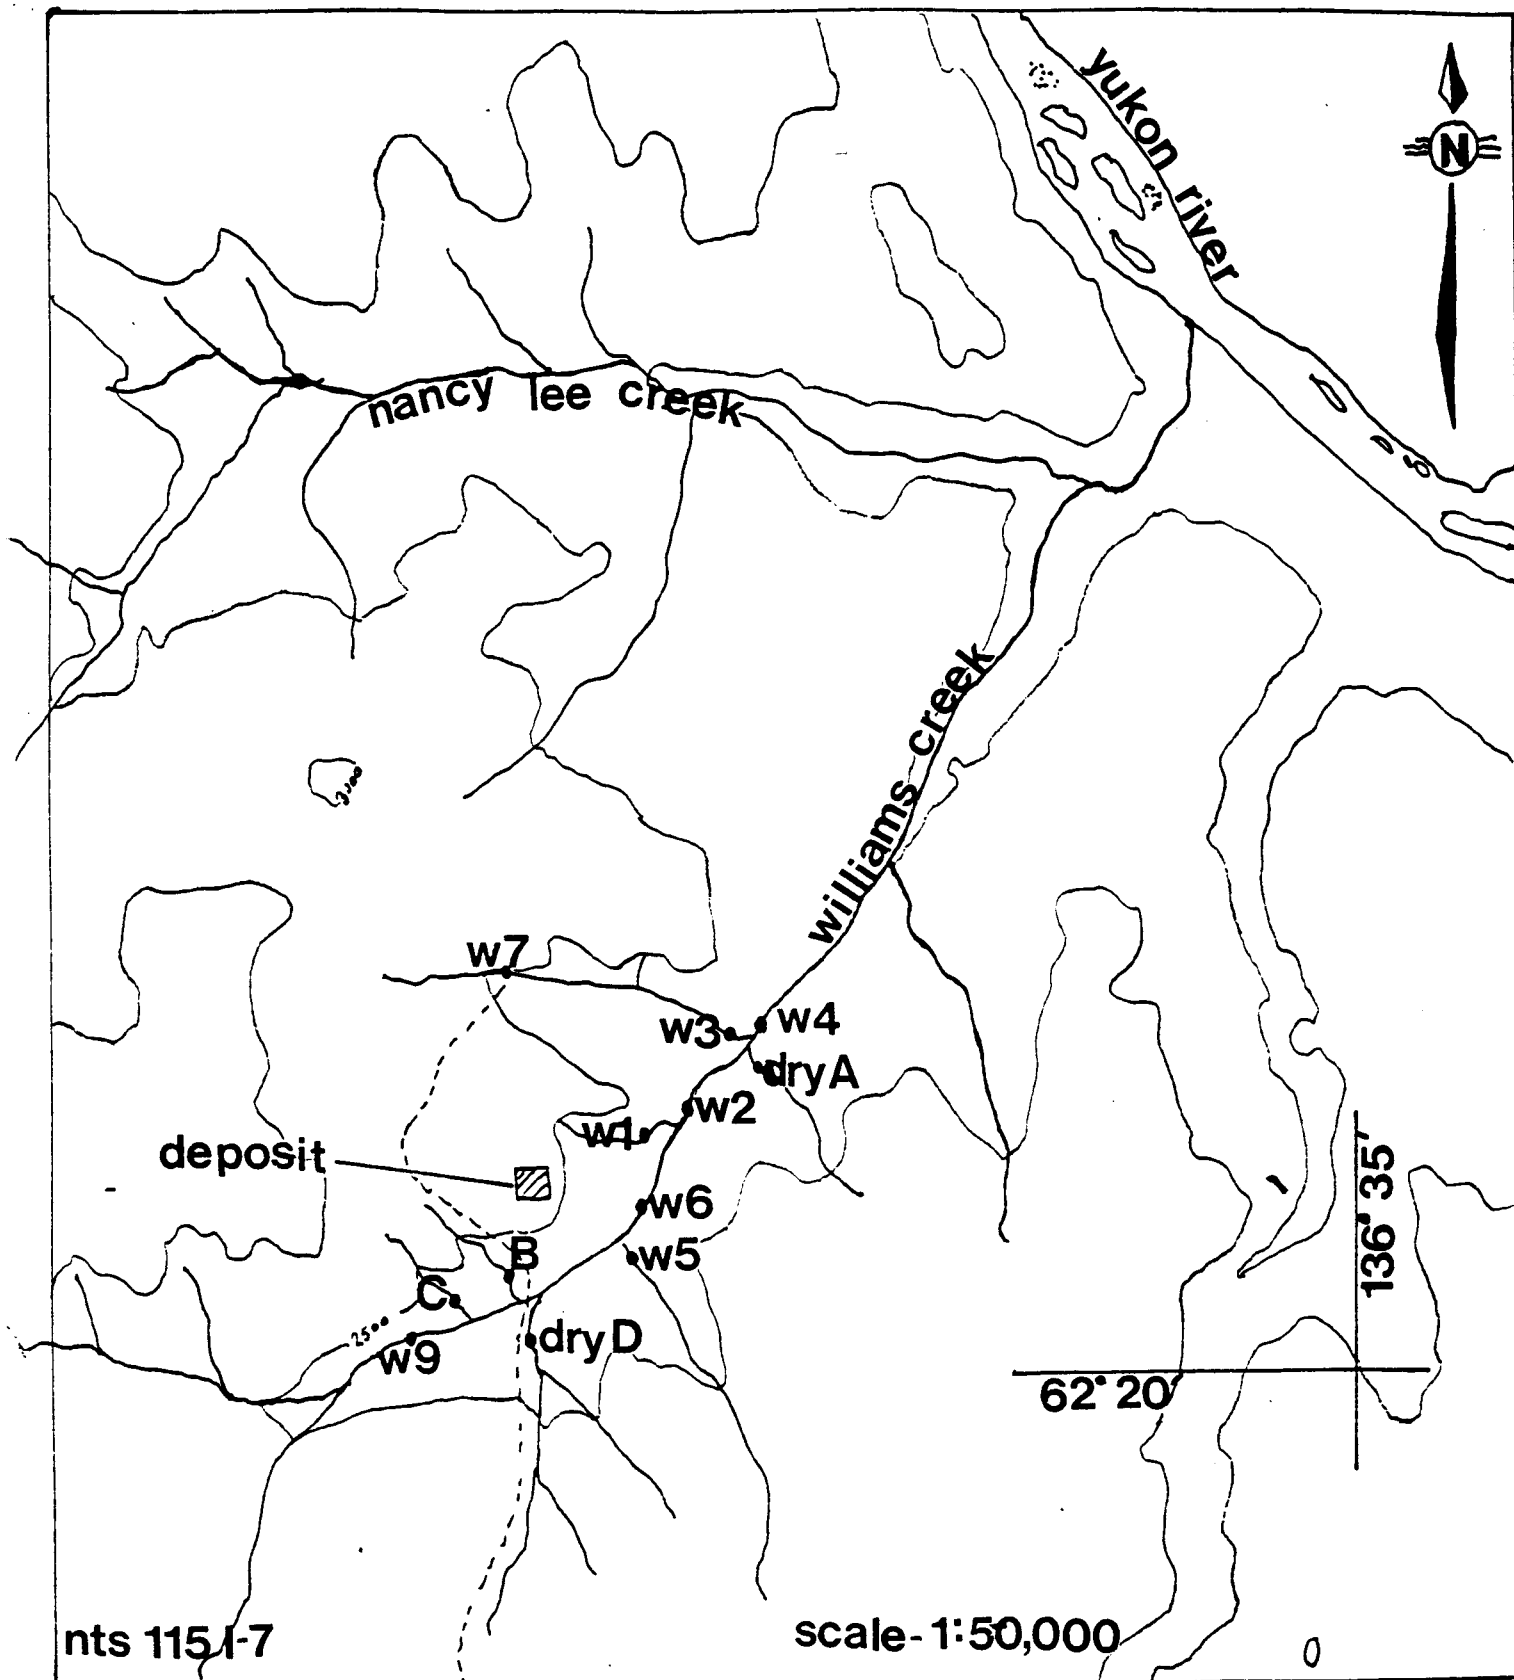 yukon river
N
nancy lee creek
williams creek
w7
w3
w4
dryA
w2
w1
deposit
w6
B
w5
C
136° 35'
2500
dryD
w9
62° 20'
nts 115 I-7
scale-1:50,000